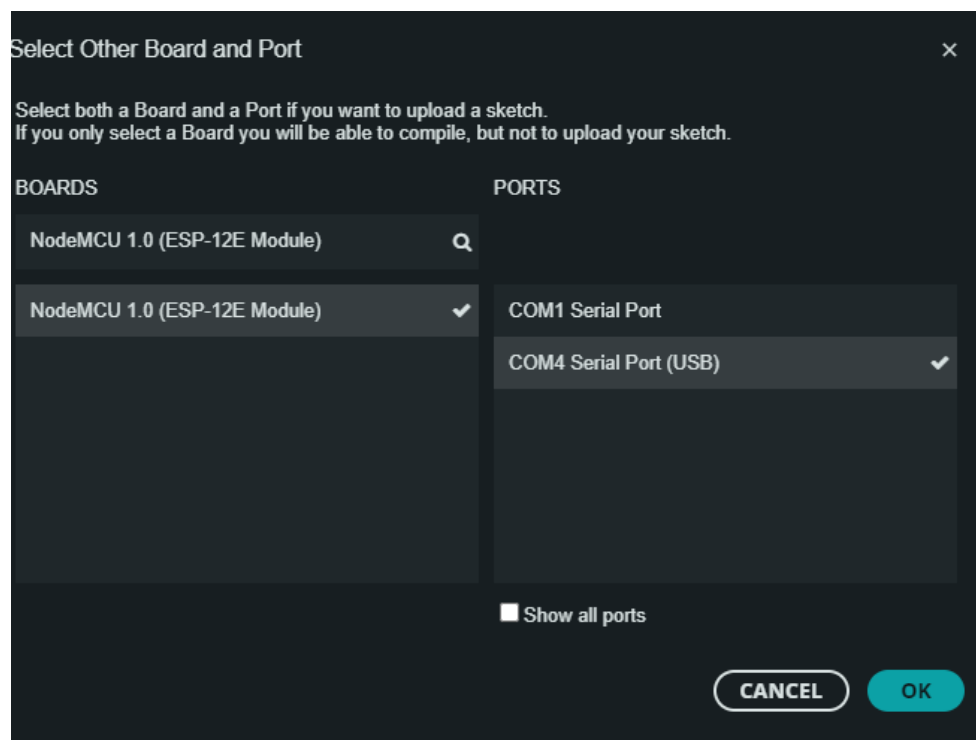 Select Other Board and Port
Select both a Board and a Port if you want to upload a sketch.
If you only select a Board you will be able to compile, but not to upload your sketch.
BOARDS
NodeMCU 1.0 (ESP-12E Module)
NodeMCU 1.0 (ESP-12E Module)
PORTS
COM1 Serial Port
COM4 Serial Port (USB)
Show all ports
CANCEL
OK